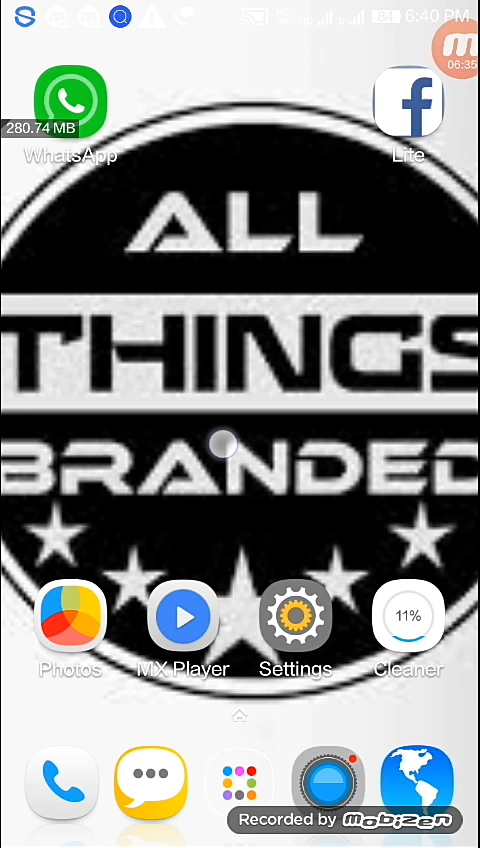 84 6:40 PM
06:35
280.74 MB
WhatsApp
Lite
ALL
THINGS
BRANDED
11%
Photos
MX Player
Settings
Cleaner
Recorded by Mobizen